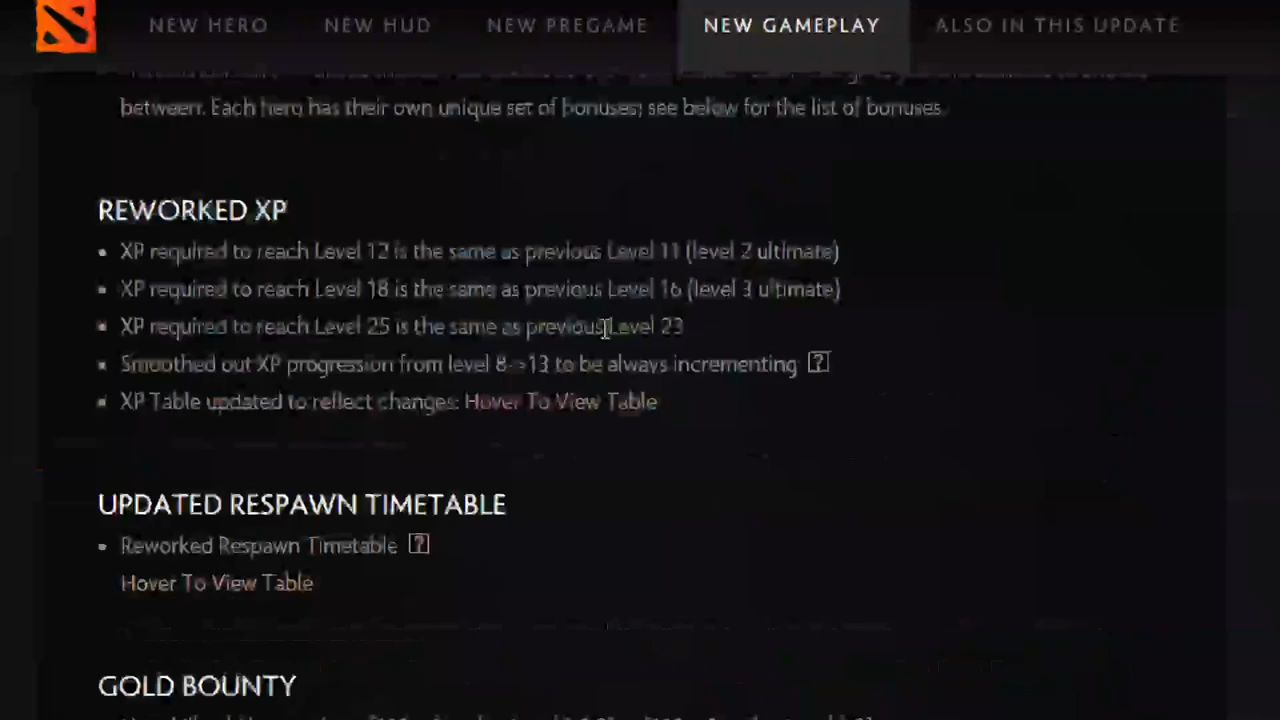 NEW HERO NEW HUD NEW PREGAME NEW GAMEPLAY ALSO IN THIS UPDATE
between. Each hero has their own unique set of bonuses; see below for the list of bonuses.
REWORKED XP
XP required to reach Level 12 is the same as previous Level 11 (level 2 ultimate)
XP required to reach Level 18 is the same as previous Level 16 (level 3 ultimate)
XP required to reach Level 25 is the same as previous Level 23
Smoothed out XP progression from level 8->13 to be always incrementing [?]
XP Table updated to reflect changes: Hover To View Table
UPDATED RESPAWN TIMETABLE
Reworked Respawn Timetable [?]
Hover To View Table
GOLD BOUNTY